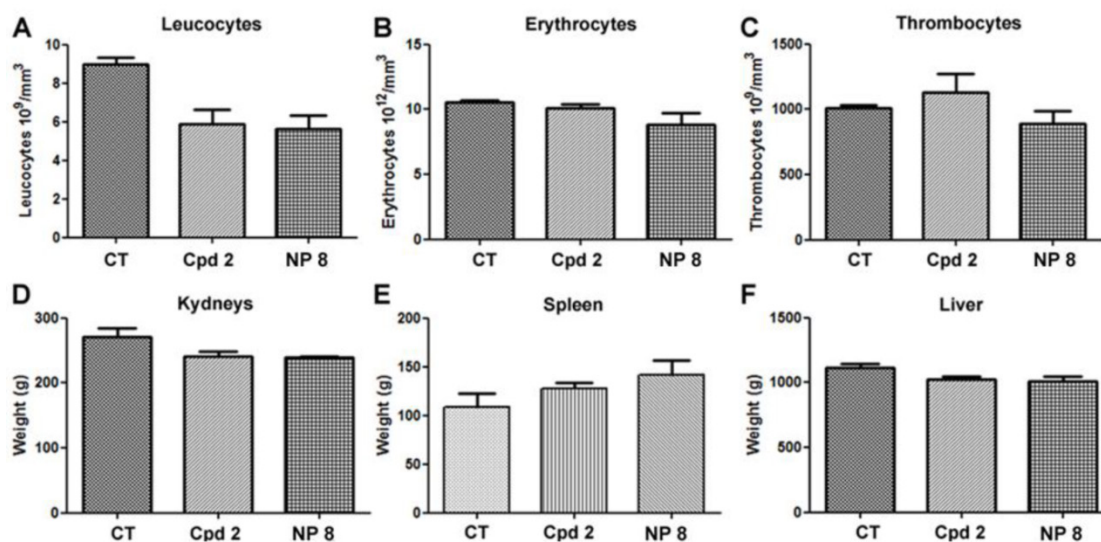 A
Leucocytes
Leucocytes 10⁹/mm³
10
8
6
4
2
0
CT Cpd 2 NP 8
B
Erythrocytes
Erythrocytes 10¹²/mm³
15
10
5
0
CT Cpd 2 NP 8
C
Thrombocytes
Thrombocytes 10⁹/mm³
1500
1000
500
0
CT Cpd 2 NP 8
D
Kydneys
Weight (g)
300
200
100
0
CT Cpd 2 NP 8
E
Spleen
Weight (g)
200
150
100
50
0
CT Cpd 2 NP 8
F
Liver
Weight (g)
1500
1000
500
0
CT Cpd 2 NP 8